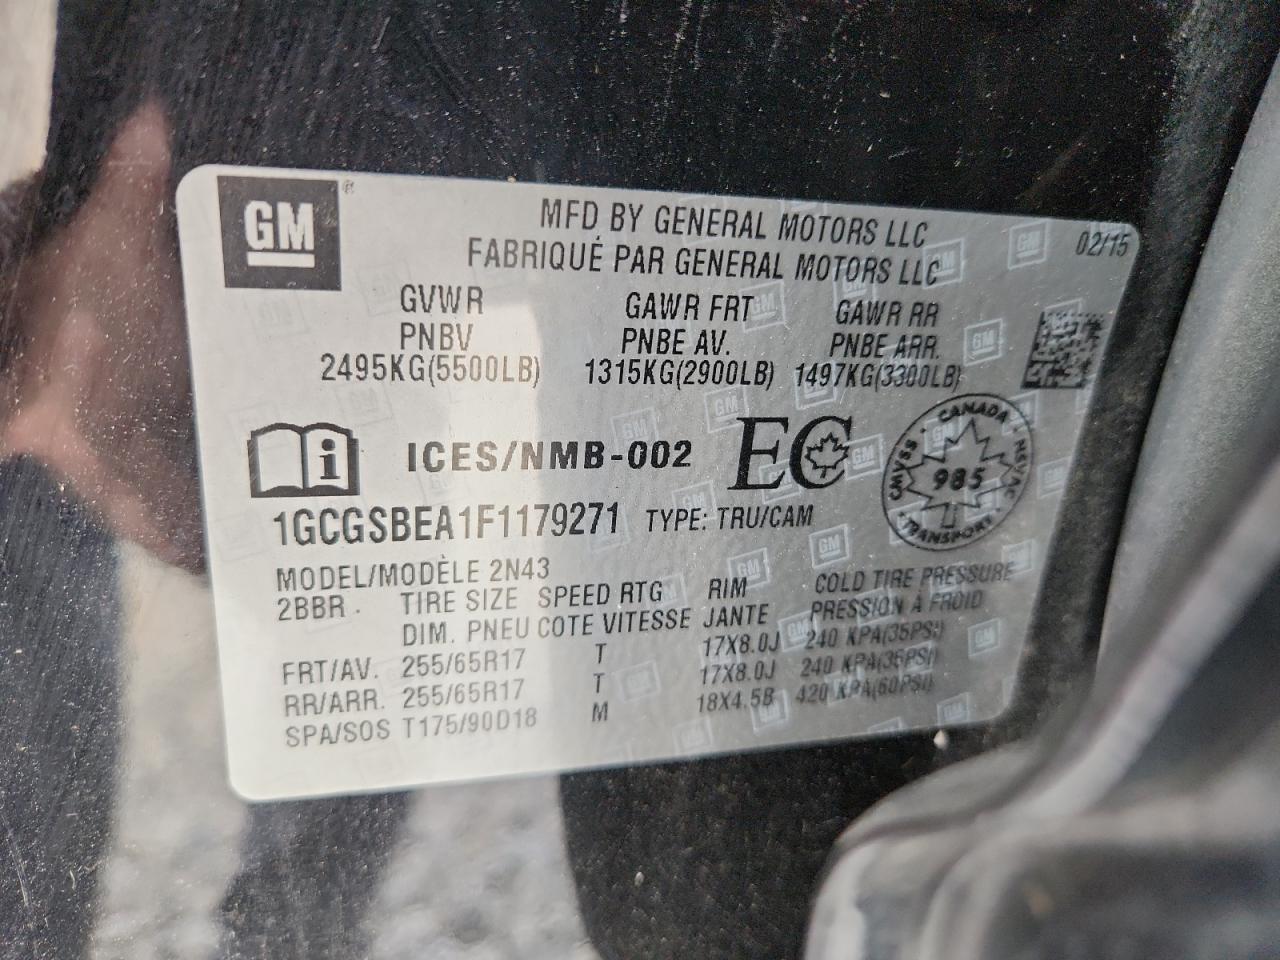 GM ®
MFD BY GENERAL MOTORS LLC
FABRIQUÉ PAR GENERAL MOTORS LLC
02/15
GVWR GAWR FRT GAWR RR
PNBV PNBE AV. PNBE ARR.
2495KG(5500LB) 1315KG(2900LB) 1497KG(3300LB)
i ICES/NMB-002 EC
CANADA NSVAC TRANSPORT CMVSS
985
1GCGSBEA1F1179271 TYPE: TRU/CAM
MODEL/MODÈLE 2N43
2BBR TIRE SIZE SPEED RTG RIM COLD TIRE PRESSURE
DIM. PNEU COTE VITESSE JANTE PRESSION À FROID
FRT/AV. 255/65R17 T 17X8.0J 240 KPA(35PSI)
RR/ARR. 255/65R17 T 17X8.0J 240 KPA(35PSI)
SPA/SOS T175/90D18 M 18X4.5B 420 KPA(60PSI)